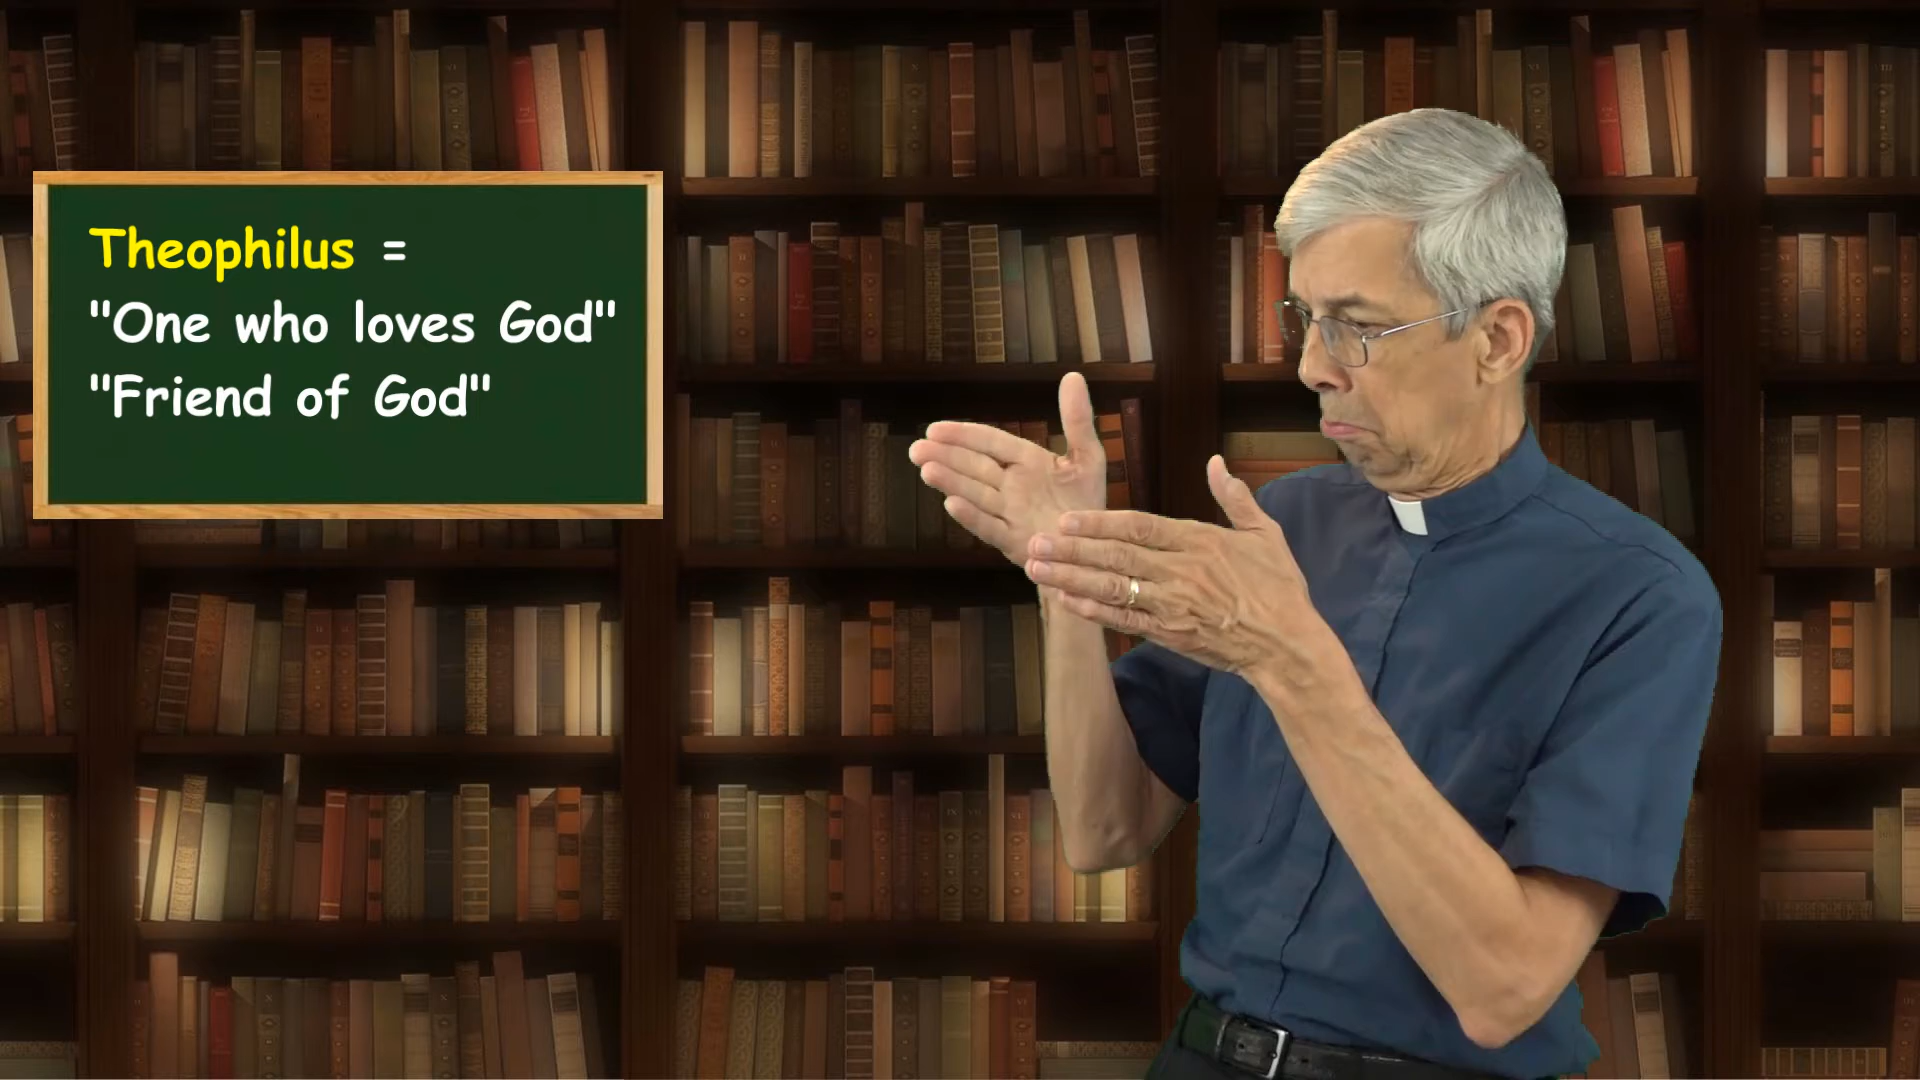 Theophilus =
"One who loves God"
"Friend of God"